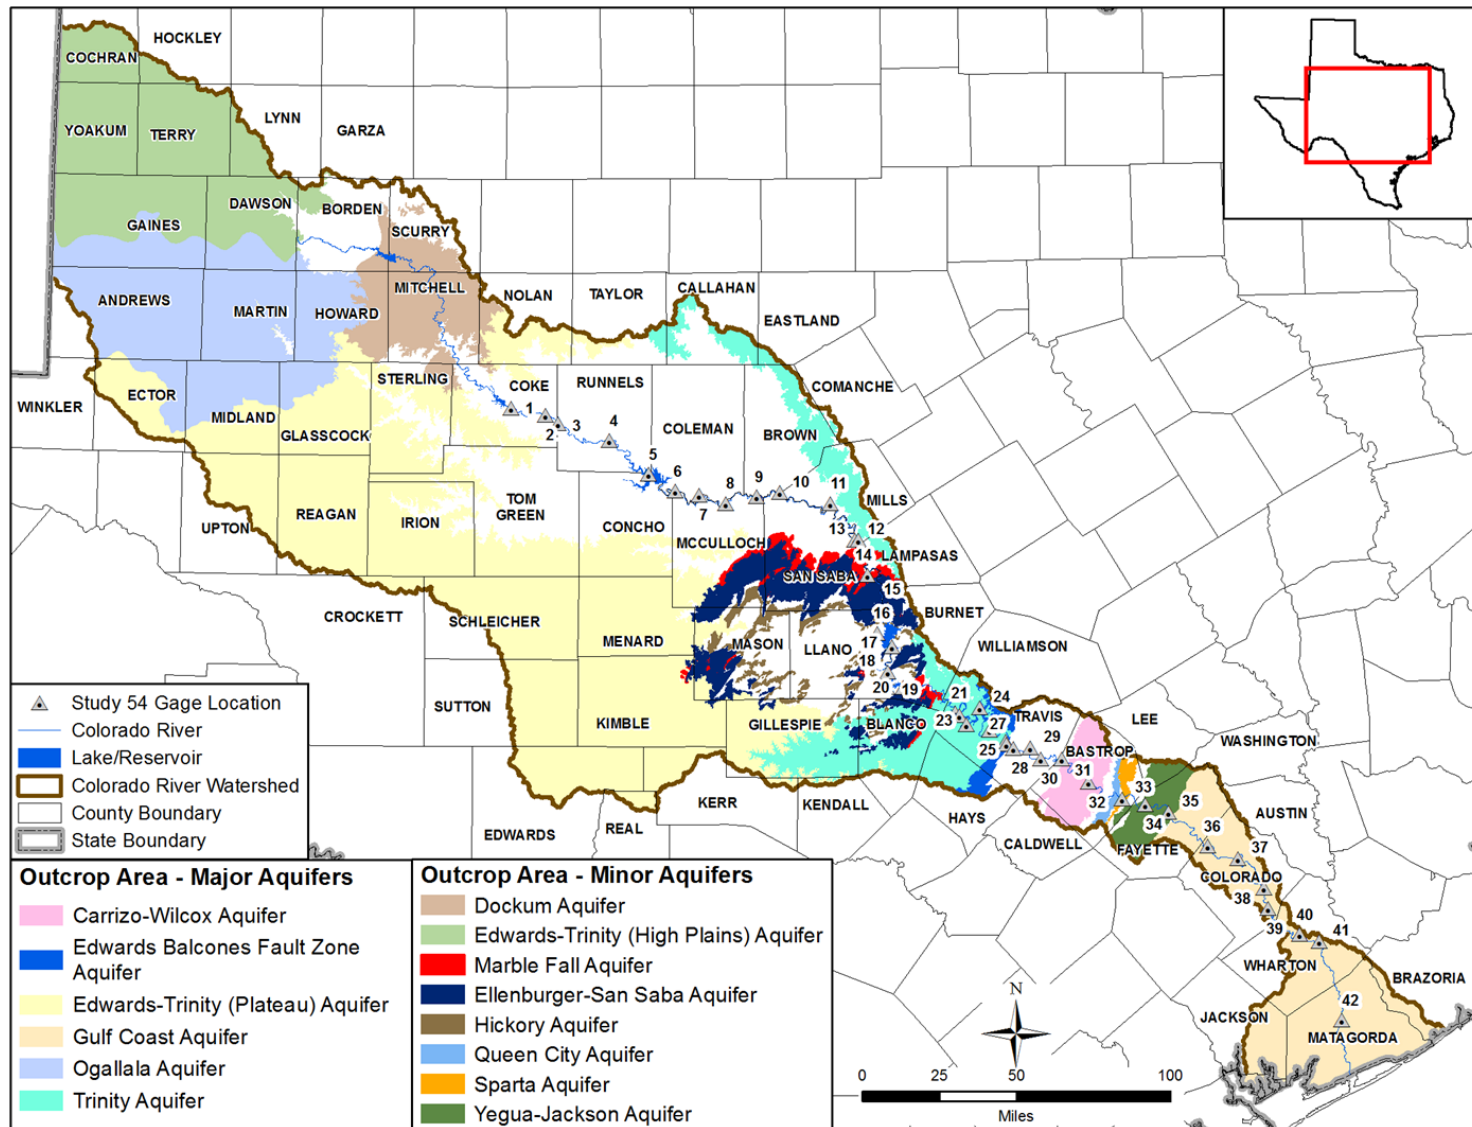 HOCKLEY
COCHRAN
LYNN
GARZA
YOAKUM
TERRY
DAWSON
BORDEN
GAINES
SCURRY
ANDREWS
MARTIN
HOWARD
MITCHELL
NOLAN
TAYLOR
CALLAHAN
EASTLAND
WINKLER
ECTOR
MIDLAND
GLASSCOCK
STERLING
COKE
RUNNELS
COLEMAN
BROWN
COMANCHE
1
2
3
4
5
6
7
8
9
10
11
MILLS
UPTON
REAGAN
IRION
TOM
GREEN
CONCHO
MCCULLOCH
13
12
14
LAMPASAS
SAN SABA
15
CROCKETT
SCHLEICHER
MENARD
MASON
LLANO
16
BURNET
17
18
WILLIAMSON
SUTTON
KIMBLE
GILLESPIE
20
19
BLANCO
21
24
23
27
TRAVIS
25
28
29
30
BASTROP
LEE
31
32
WASHINGTON
33
34
35
EDWARDS
REAL
KERR
KENDALL
HAYS
CALDWELL
FAYETTE
36
AUSTIN
37
COLORADO
38
39
40
41
WHARTON
BRAZORIA
JACKSON
42
MATAGORDA
Study 54 Gage Location
Colorado River
Lake/Reservoir
Colorado River Watershed
County Boundary
State Boundary
Outcrop Area - Major Aquifers
Carrizo-Wilcox Aquifer
Edwards Balcones Fault Zone
Aquifer
Edwards-Trinity (Plateau) Aquifer
Gulf Coast Aquifer
Ogallala Aquifer
Trinity Aquifer
Outcrop Area - Minor Aquifers
Dockum Aquifer
Edwards-Trinity (High Plains) Aquifer
Marble Fall Aquifer
Ellenburger-San Saba Aquifer
Hickory Aquifer
Queen City Aquifer
Sparta Aquifer
Yegua-Jackson Aquifer
N
0 25 50 100
Miles